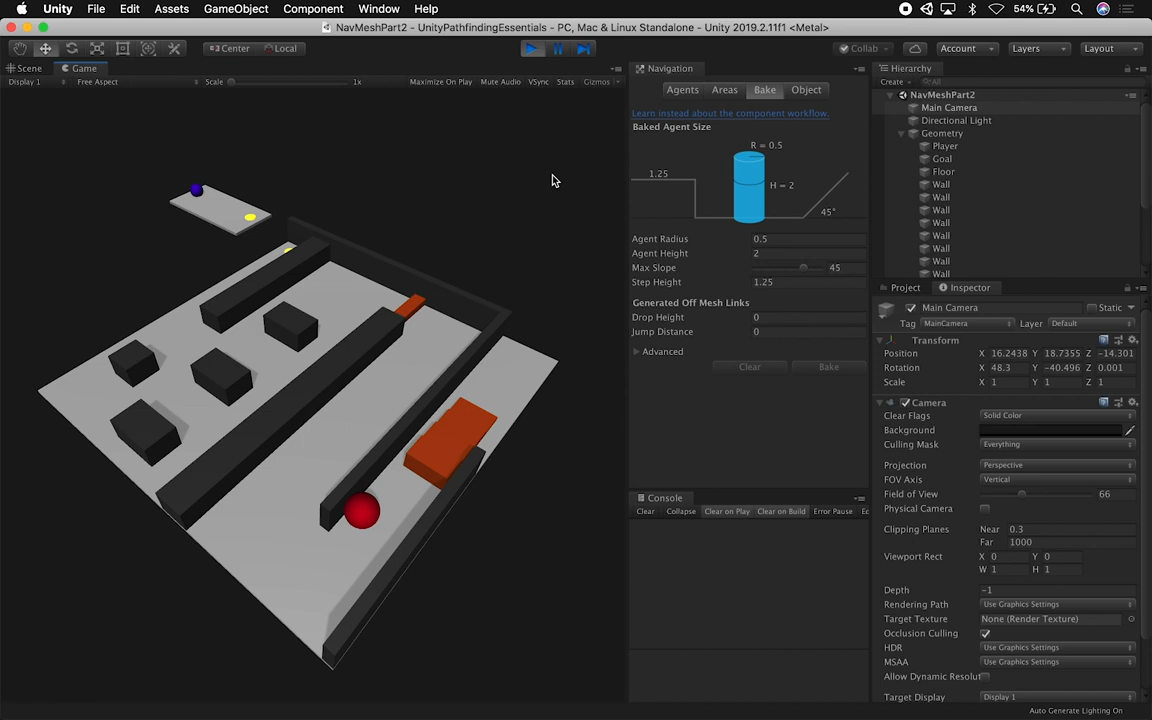 Unity File Edit Assets GameObject Component Window Help 54%
NavMeshPart2 - UnityPathfindingEssentials - PC, Mac & Linux Standalone - Unity 2019.2.11f1 <Metal>
Center Local Collab Account Layers Layout
Scene Game
Display 1 Free Aspect Scale 1x Maximize On Play Mute Audio VSync Stats Gizmos
Navigation
Agents Areas Bake Object
Learn instead about the component workflow.
Baked Agent Size
R = 0.5
1.25
H = 2
45°
Agent Radius 0.5
Agent Height 2
Max Slope 45
Step Height 1.25
Generated Off Mesh Links
Drop Height 0
Jump Distance 0
Advanced
Clear Bake
Console
Clear Collapse Clear on Play Clear on Build Error Pause
Hierarchy
Create All
NavMeshPart2
Main Camera
Directional Light
Geometry
Player
Goal
Floor
Wall
Wall
Wall
Wall
Wall
Wall
Wall
Wall
Project Inspector
Main Camera Static
Tag MainCamera Layer Default
Transform
Position X 16.2438 Y 18.7355 Z -14.301
Rotation X 48.3 Y -40.496 Z 0.001
Scale X 1 Y 1 Z 1
Camera
Clear Flags Solid Color
Background
Culling Mask Everything
Projection Perspective
FOV Axis Vertical
Field of View 66
Physical Camera
Clipping Planes Near 0.3
Far 1000
Viewport Rect X 0 Y 0
W 1 H 1
Depth -1
Rendering Path Use Graphics Settings
Target Texture None (Render Texture)
Occlusion Culling
HDR Use Graphics Settings
MSAA Use Graphics Settings
Allow Dynamic Resolut
Target Display Display 1
Auto Generate Lighting On